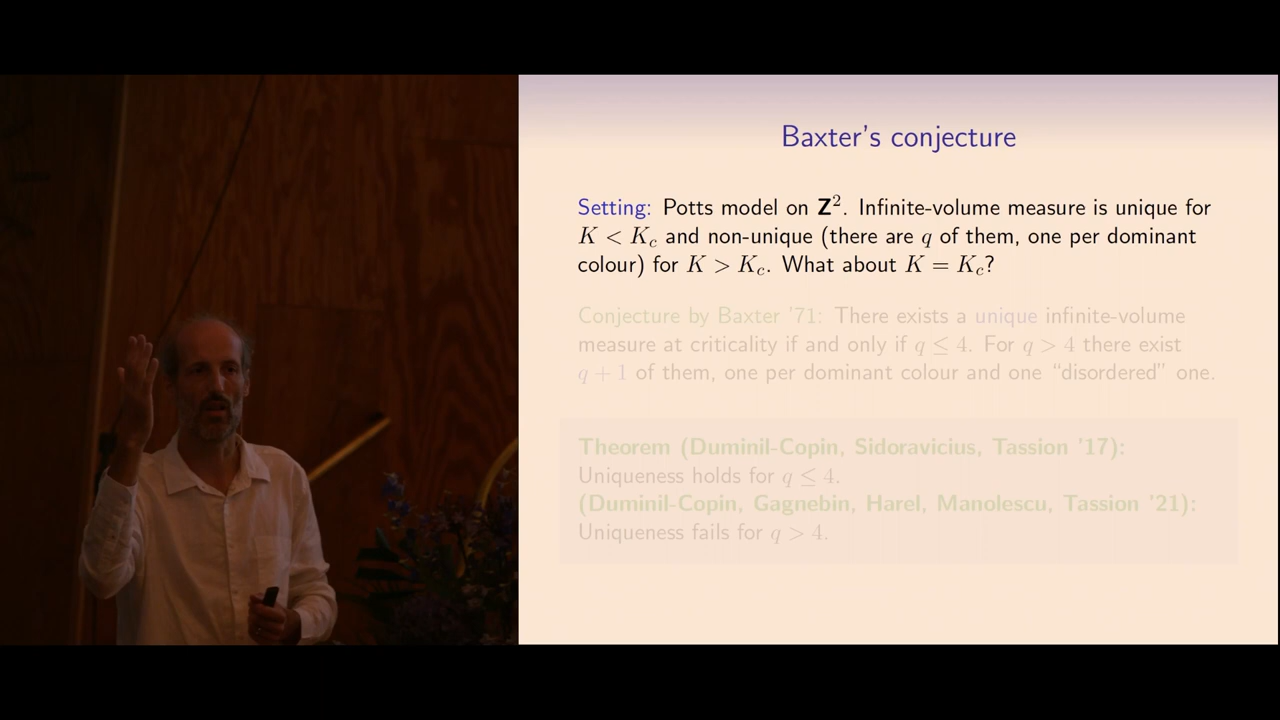 Baxter's conjecture
Setting: Potts model on Z². Infinite-volume measure is unique for
K < K_c and non-unique (there are q of them, one per dominant
colour) for K > K_c. What about K = K_c?
Conjecture by Baxter '71: There exists a unique infinite-volume
measure at criticality if and only if q ≤ 4. For q > 4 there exist
q + 1 of them, one per dominant colour and one “disordered” one.
Theorem (Duminil-Copin, Sidoravicius, Tassion '17):
Uniqueness holds for q ≤ 4.
(Duminil-Copin, Gagnebin, Harel, Manolescu, Tassion '21):
Uniqueness fails for q > 4.